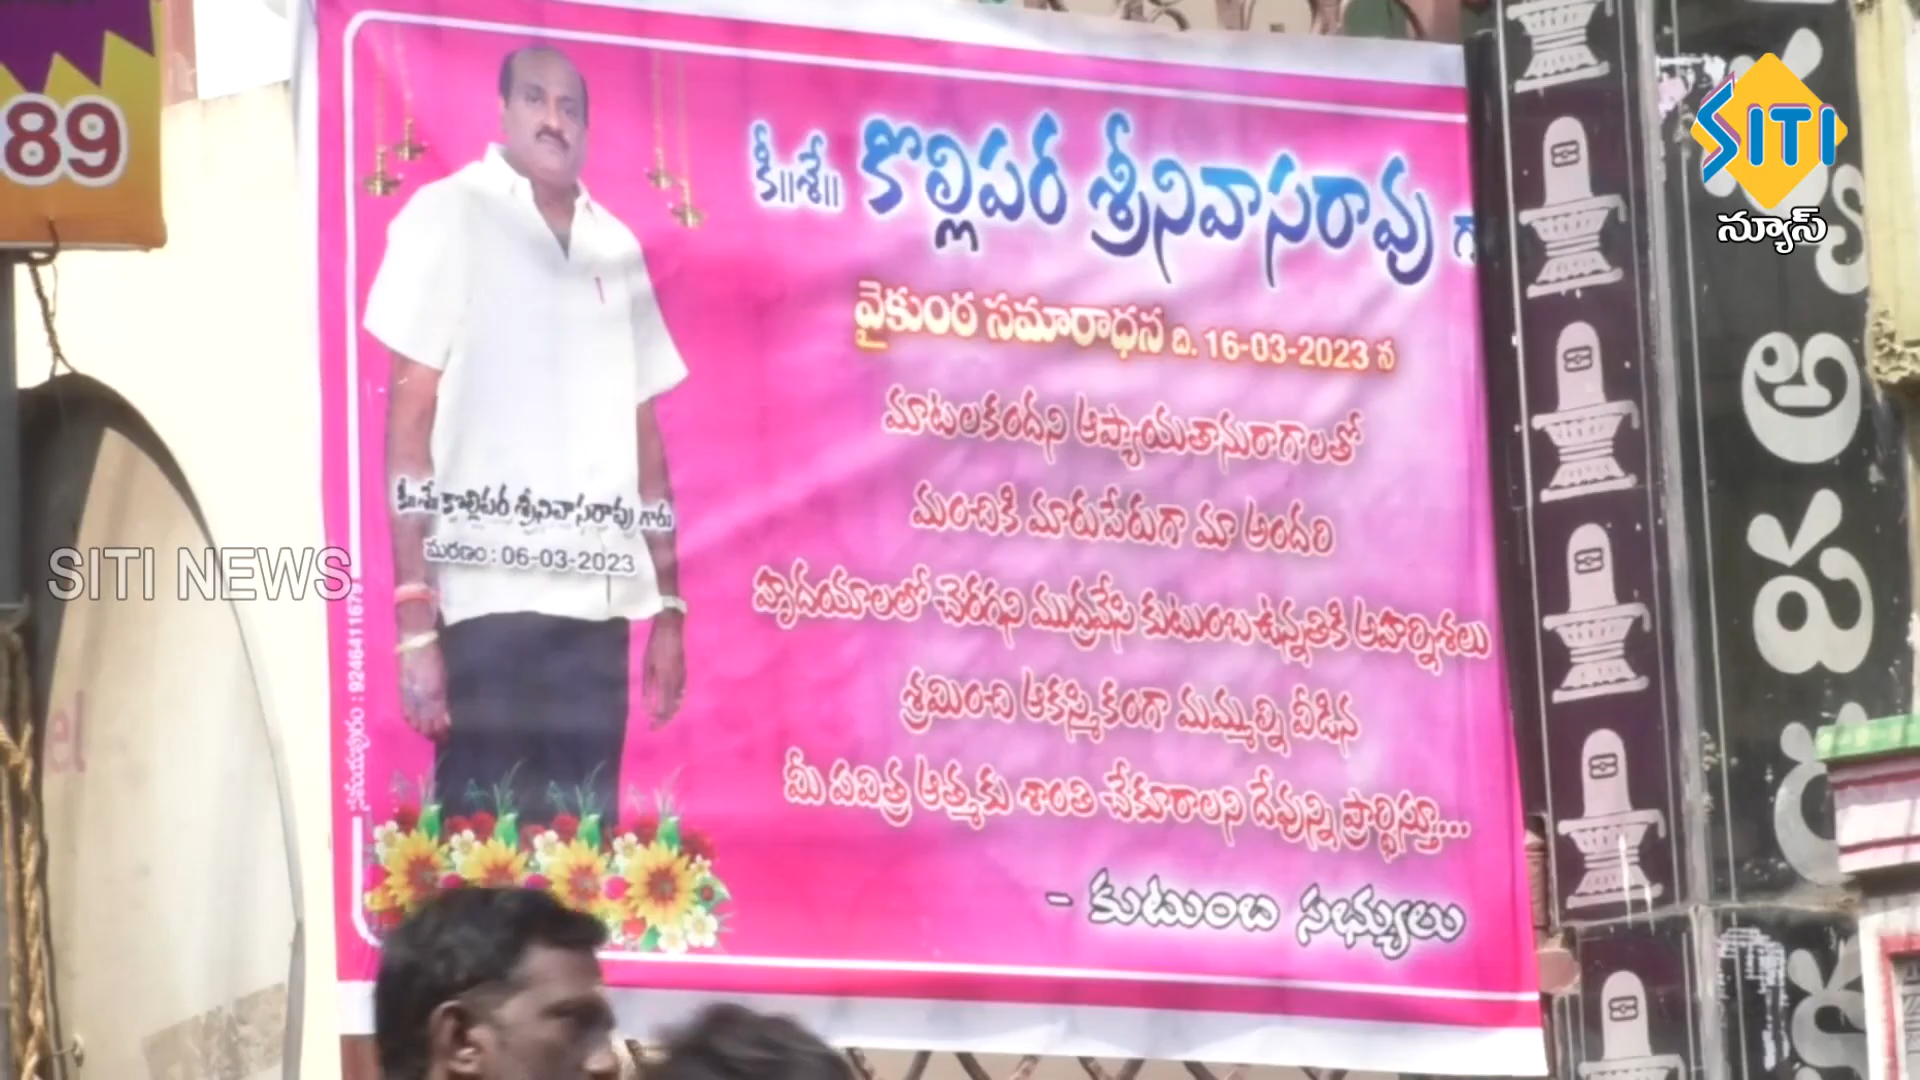 89
SITI
న్యూస్
కీ॥శే॥ కొల్లిపర శ్రీనివాసరావు
వైకుంఠ సమారాధన ది. 16-03-2023 న
మాటలకందని ఆప్యాయతానురాగాలతో
మంచికి మారుపేరుగా మా అందరి
హృదయాలలో చెరగని ముద్రవేసి కుటుంబ ఉన్నతికి అహర్నిశలు
శ్రమించి ఆకస్మికంగా మమ్మల్ని వీడిన
మీ పవిత్ర ఆత్మకు శాంతి చేకూరాలని దేవున్ని ప్రార్థిస్తూ...
- కుటుంబ సభ్యులు
కీ॥శే॥ కొల్లిపర శ్రీనివాసరావు గారు
మరణం : 06-03-2023
SITI NEWS